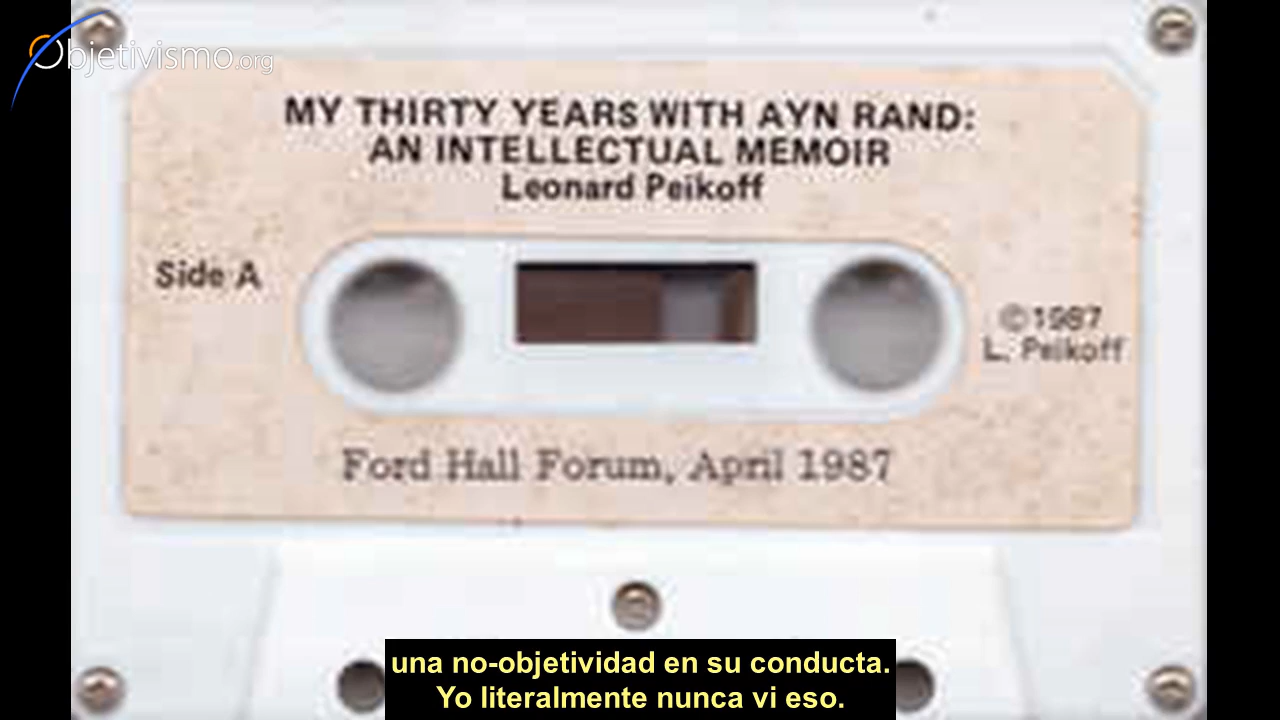 Objetivismo.org
MY THIRTY YEARS WITH AYN RAND:
AN INTELLECTUAL MEMOIR
Leonard Peikoff
Side A
©1987
L. Peikoff
Ford Hall Forum, April 1987
una no-objetividad en su conducta.
Yo literalmente nunca vi eso.